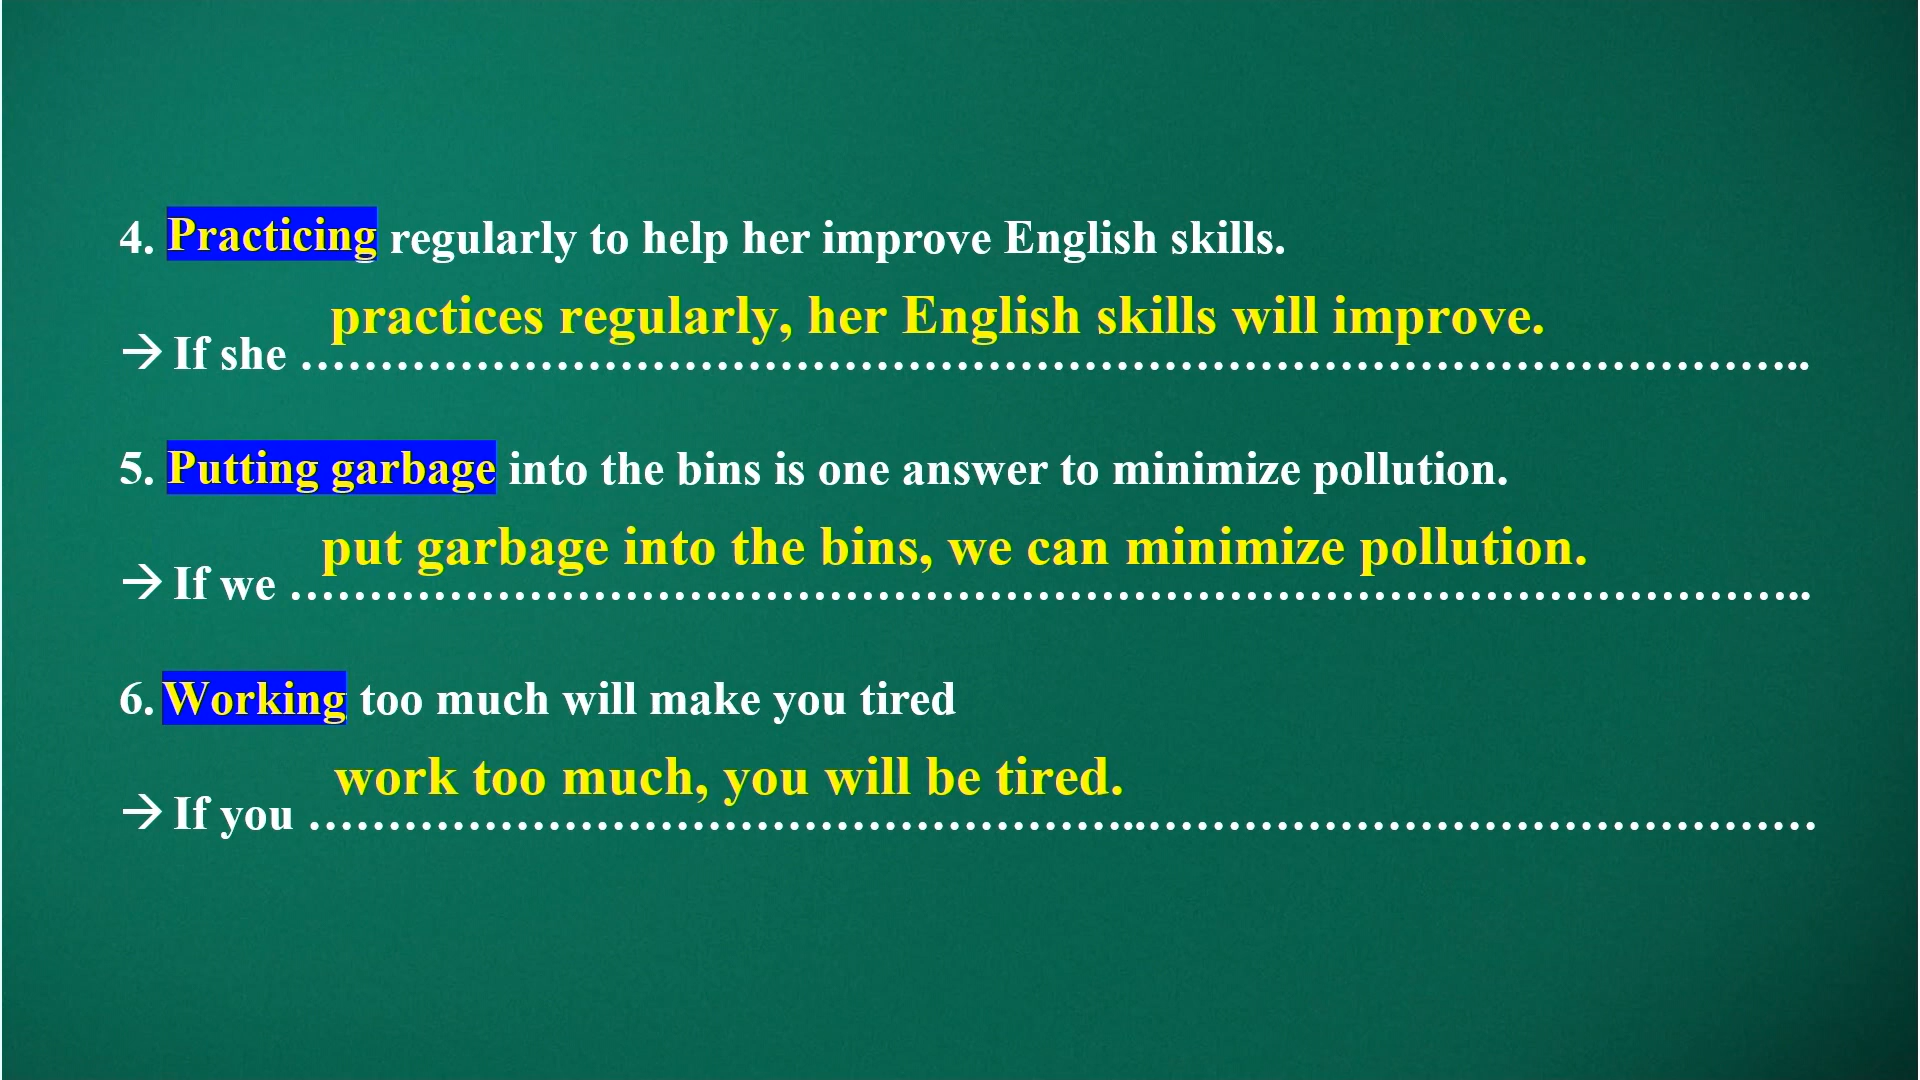 4. Practicing regularly to help her improve English skills.
practices regularly, her English skills will improve.
→ If she ……………………………………………………………………………………..
5. Putting garbage into the bins is one answer to minimize pollution.
put garbage into the bins, we can minimize pollution.
→ If we ……………………….…………………………………………………………..
6. Working too much will make you tired
work too much, you will be tired.
→ If you ……………………………………………..……………………………………